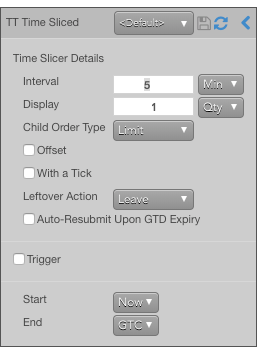 TT Time Sliced <Default>
Time Slicer Details
Interval 5 Min
Display 1 Qty
Child Order Type Limit
Offset
With a Tick
Leftover Action Leave
Auto-Resubmit Upon GTD Expiry
Trigger
Start Now
End GTC